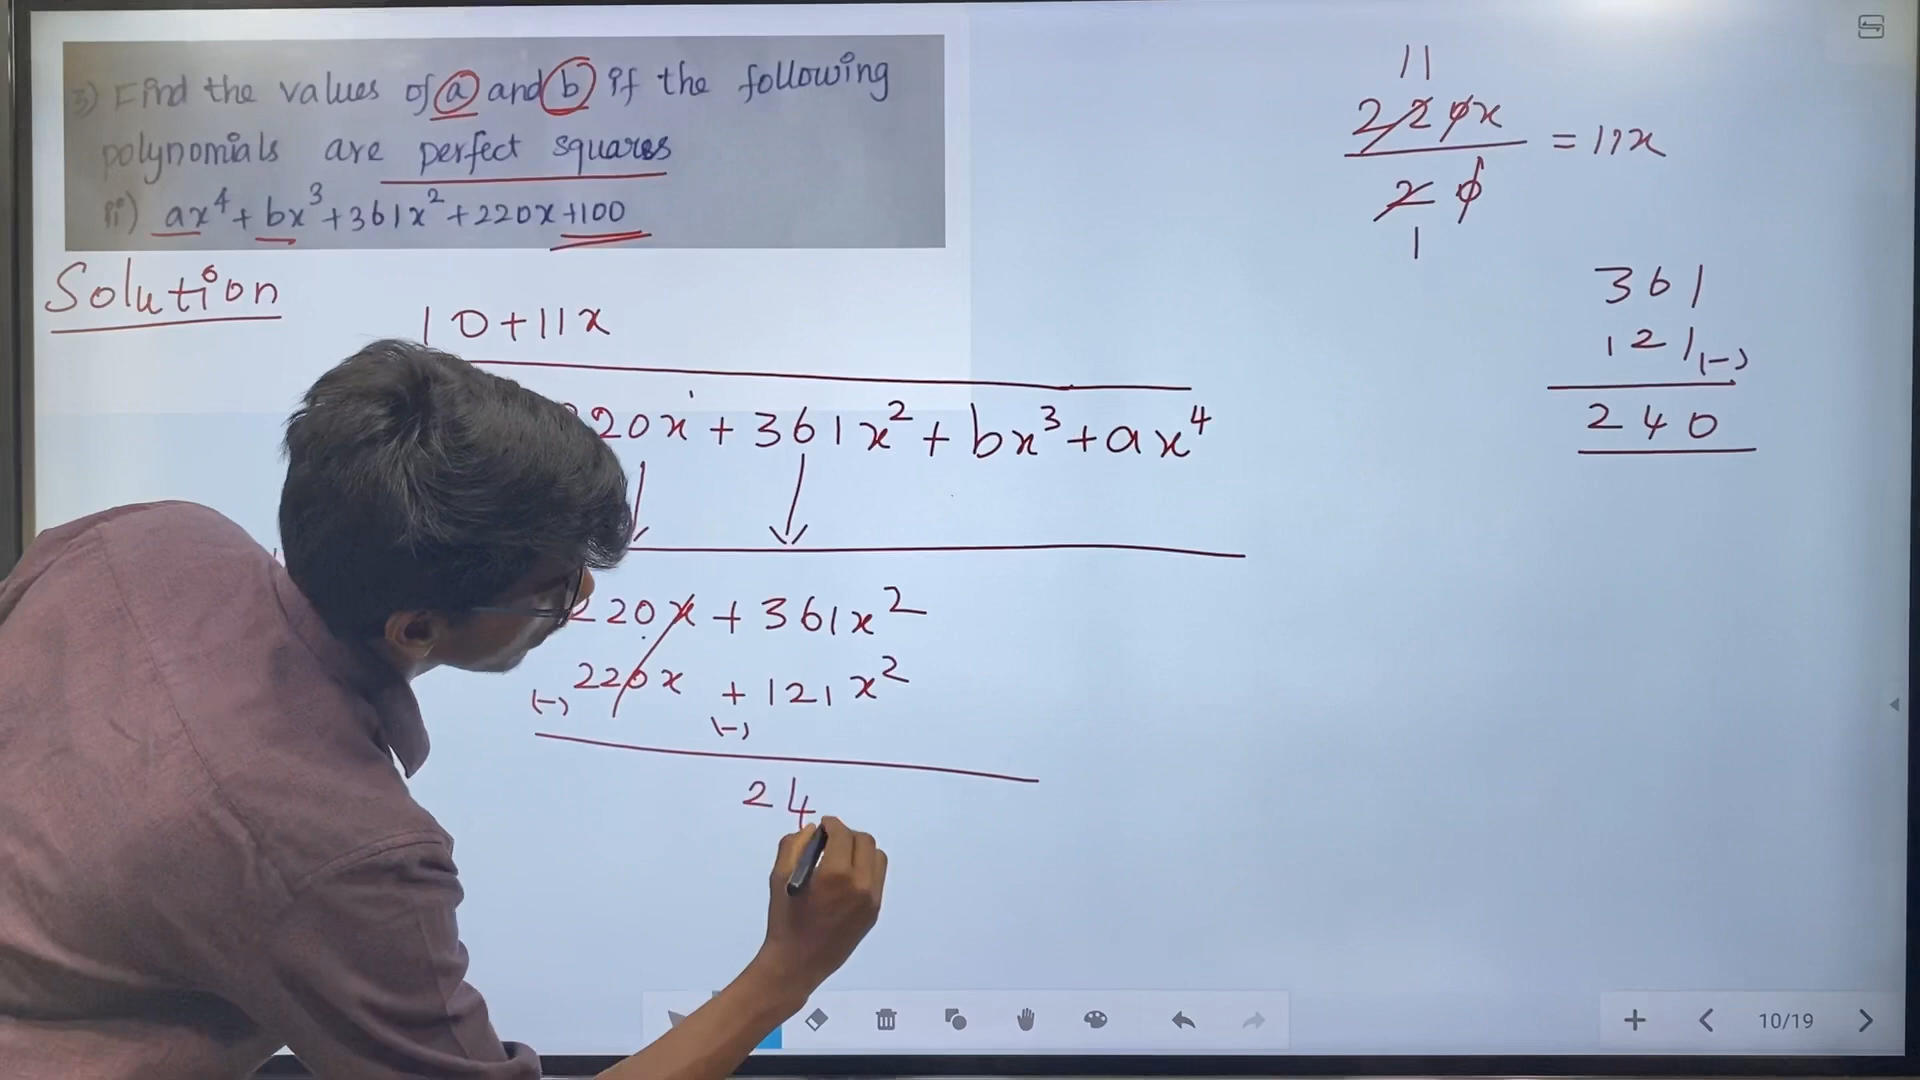 3) Find the values of a and b if the following
polynomials are perfect squares
ii) ax⁴ + bx³ + 361x² + 220x + 100
Solution
10 + 11x
20x + 361x² + bx³ + ax⁴
220x + 361x²
(-) 220x + 121x²
(-)
24
11
220x
= 11x
20
1
361
121 (-)
240
10/19